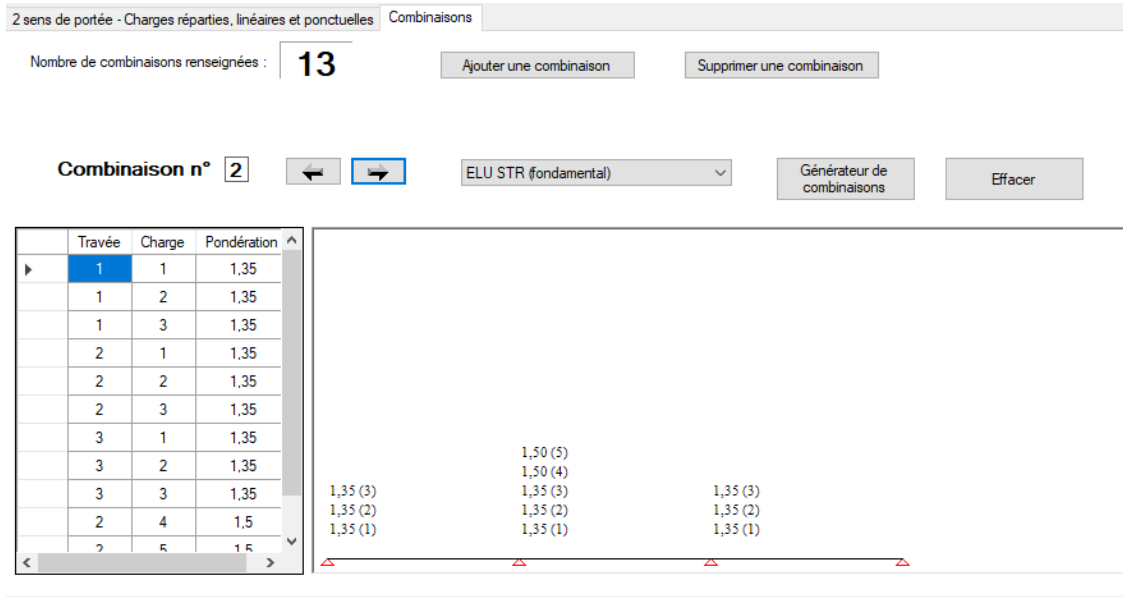 2 sens de portée - Charges réparties, linéaires et ponctuelles Combinaisons
Nombre de combinaisons renseignées : 13 Ajouter une combinaison Supprimer une combinaison
Combinaison n° 2 ELU STR (fondamental) Générateur de combinaisons Effacer
Travée Charge Pondération
1 1 1,35
1 2 1,35
1 3 1,35
2 1 1,35
2 2 1,35
2 3 1,35
3 1 1,35
3 2 1,35
3 3 1,35
2 4 1,5
2 5 1,5
1,50 (5)
1,50 (4)
1,35 (3) 1,35 (3) 1,35 (3)
1,35 (2) 1,35 (2) 1,35 (2)
1,35 (1) 1,35 (1) 1,35 (1)